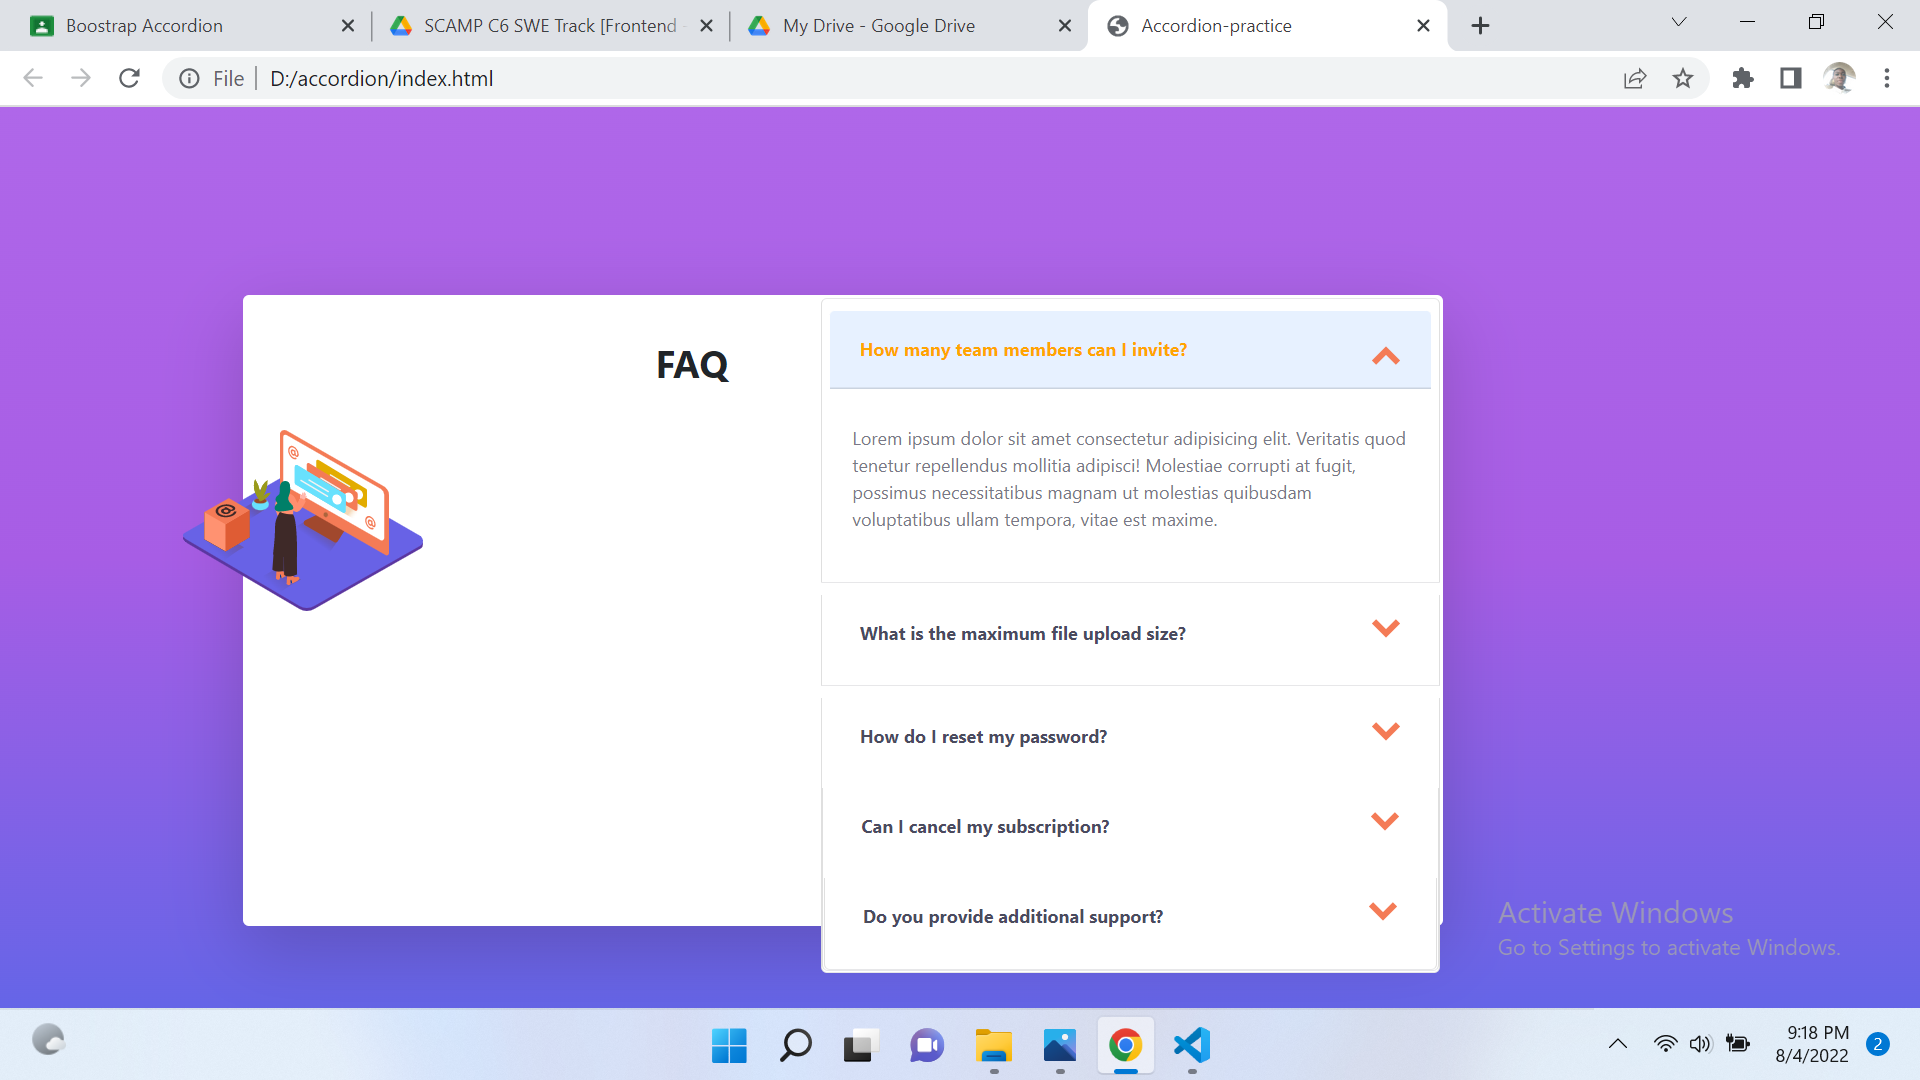 Boostrap Accordion
SCAMP C6 SWE Track [Frontend -
My Drive - Google Drive
Accordion-practice
File
D:/accordion/index.html
FAQ
How many team members can I invite?
Lorem ipsum dolor sit amet consectetur adipisicing elit. Veritatis quod
tenetur repellendus mollitia adipisci! Molestiae corrupti at fugit,
possimus necessitatibus magnam ut molestias quibusdam
voluptatibus ullam tempora, vitae est maxime.
What is the maximum file upload size?
How do I reset my password?
Can I cancel my subscription?
Do you provide additional support?
@
@
@
Activate Windows
Go to Settings to activate Windows.
9:18 PM
8/4/2022
2